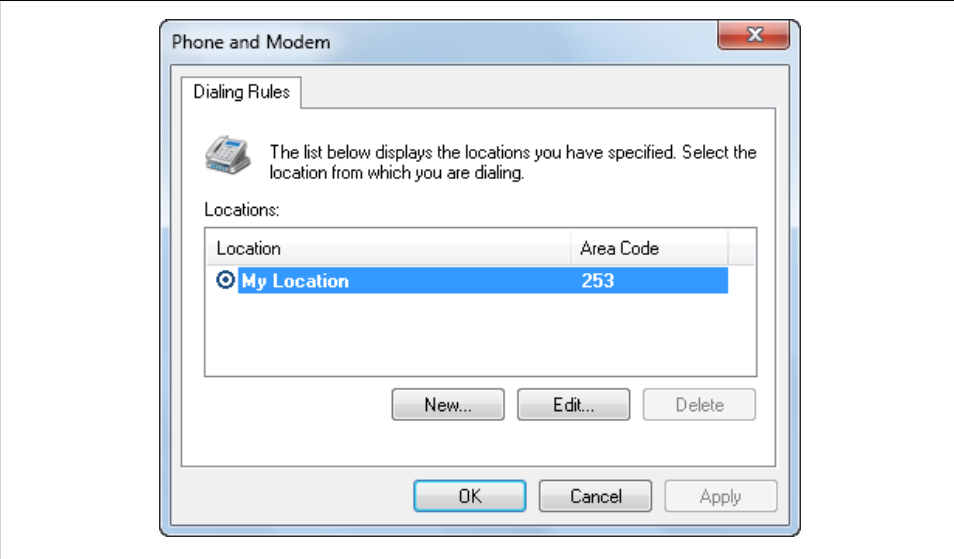 Phone and Modem
Dialing Rules
The list below displays the locations you have specified. Select the
location from which you are dialing.
Locations:
Location Area Code
My Location 253
New... Edit... Delete
OK Cancel Apply